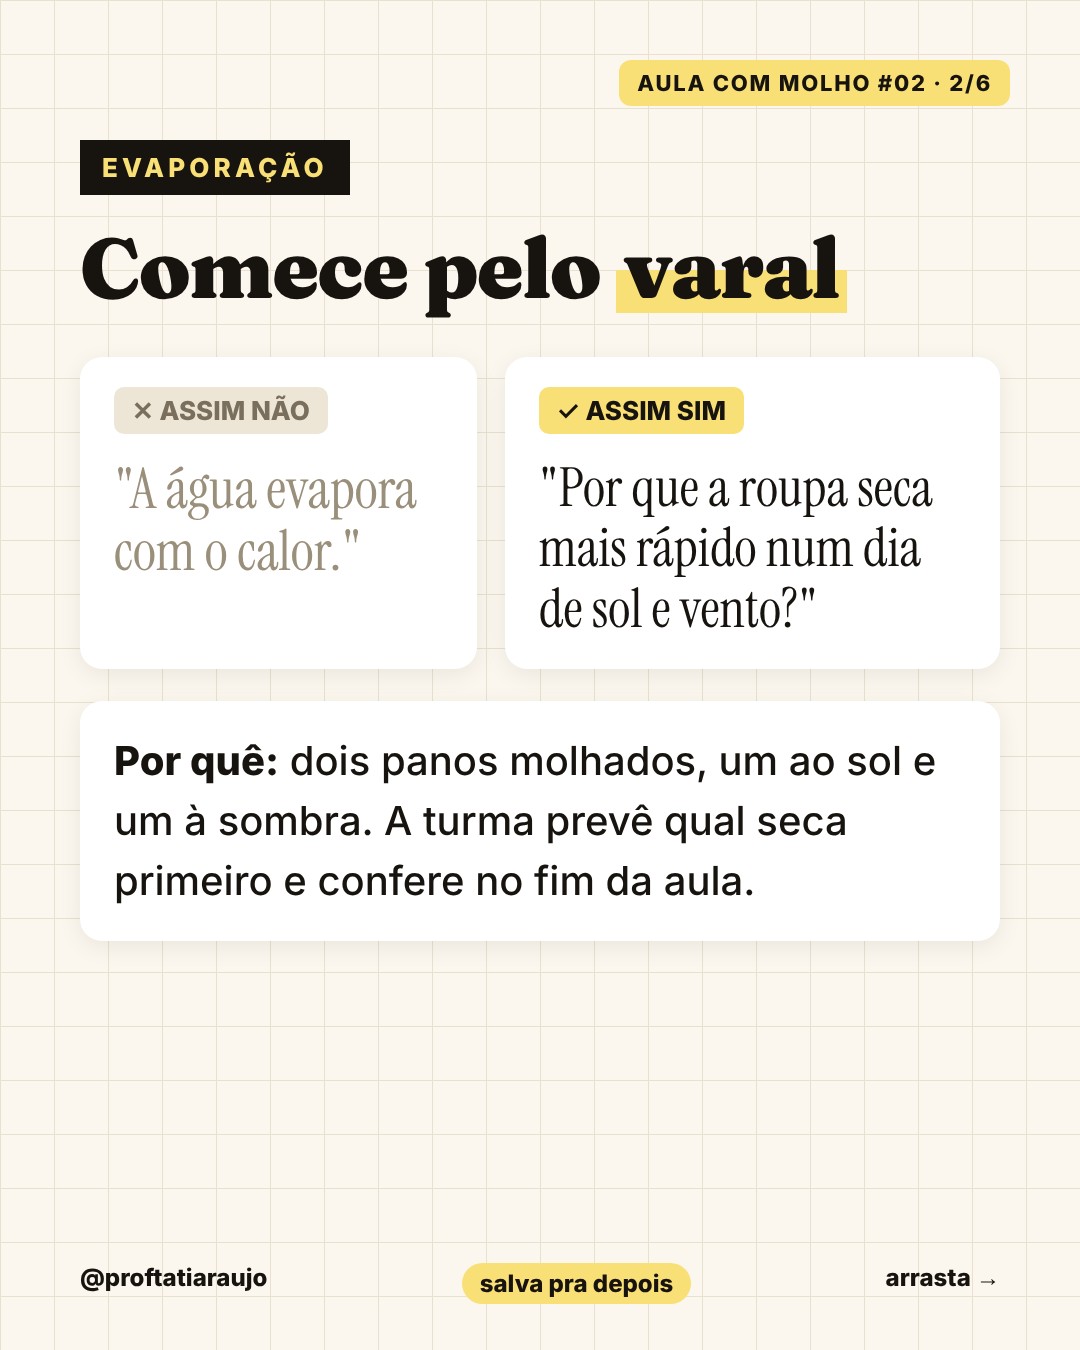 AULA COM MOLHO #02 · 2/6
EVAPORAÇÃO
Comece pelo varal
✕ ASSIM NÃO
"A água evapora
com o calor."
✓ ASSIM SIM
"Por que a roupa seca
mais rápido num dia
de sol e vento?"
Por quê: dois panos molhados, um ao sol e
um à sombra. A turma prevê qual seca
primeiro e confere no fim da aula.
@proftatiaraujo
salva pra depois
arrasta →